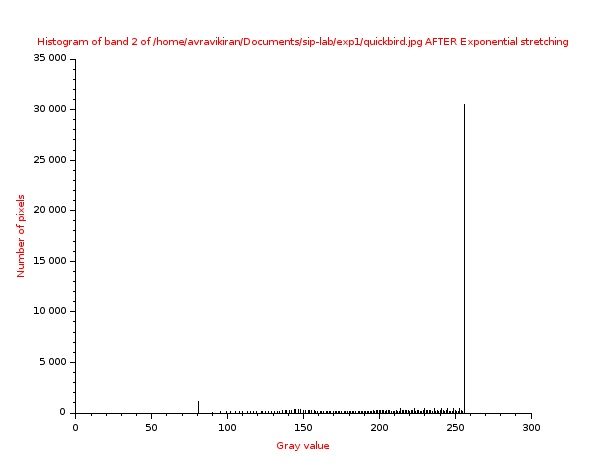 Histogram of band 2 of /home/avravikiran/Documents/sip-lab/exp1/quickbird.jpg AFTER Exponential stretching
35 000
30 000
25 000
20 000
15 000
10 000
5 000
0
Number of pixels
0 50 100 150 200 250 300
Gray value